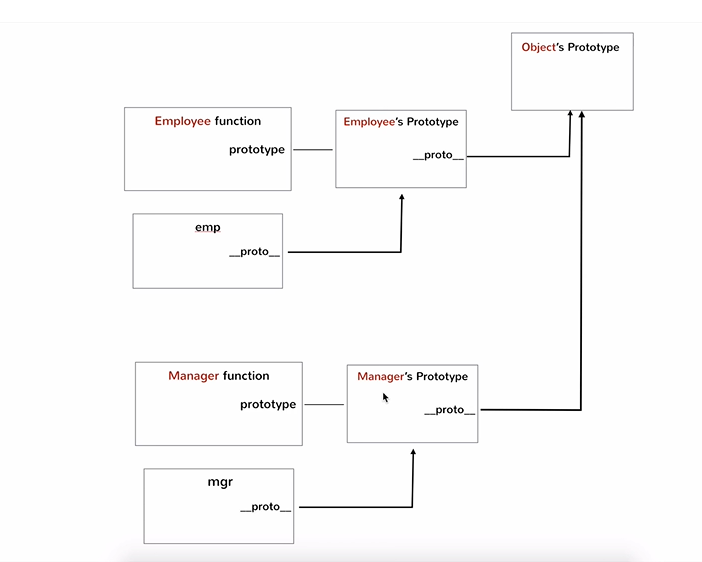 Object's Prototype
Employee function
prototype
Employee's Prototype
__proto__
emp
__proto__
Manager function
prototype
Manager's Prototype
__proto__
mgr
__proto__